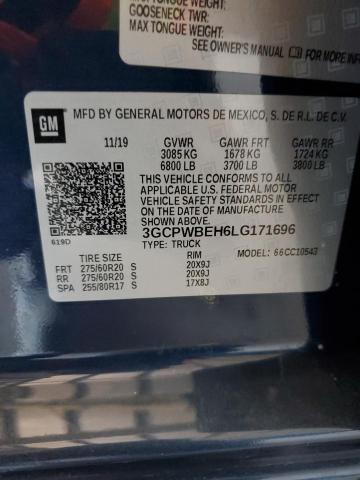 GOOSENECK TWR:
MAX TONGUE WEIGHT:
SEE OWNER'S MANUAL FOR MORE INFORM
GM
MFD BY GENERAL MOTORS DE MEXICO, S. DE R.L. DE C.V.
11/19 GVWR GAWR FRT GAWR RR
3085 KG 1678 KG 1724 KG
6800 LB 3700 LB 3800 LB
THIS VEHICLE CONFORMS TO ALL
APPLICABLE U.S. FEDERAL MOTOR
VEHICLE SAFETY STANDARDS IN EFFECT
ON THE DATE OF MANUFACTURE
SHOWN ABOVE.
3GCPWBEH6LG171696
619D TYPE: TRUCK
MODEL: 66CC10543
TIRE SIZE RIM
FRT 275/60R20 S 20X9J
RR 275/60R20 S 20X9J
SPA 255/80R17 S 17X8J